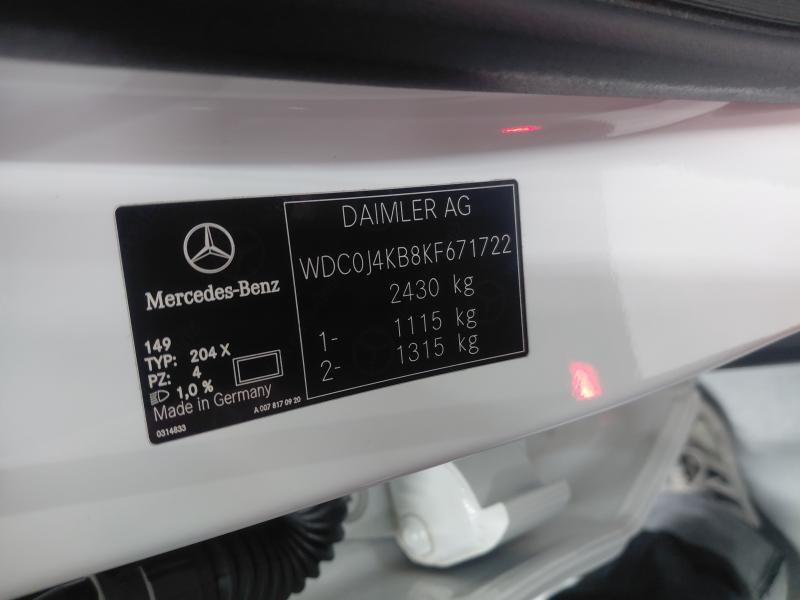 Mercedes-Benz
149
TYP: 204 X
PZ: 4
1,0 %
Made in Germany
0314833
A 007 817 09 20
DAIMLER AG
WDC0J4KB8KF671722
2430 kg
1- 1115 kg
2- 1315 kg